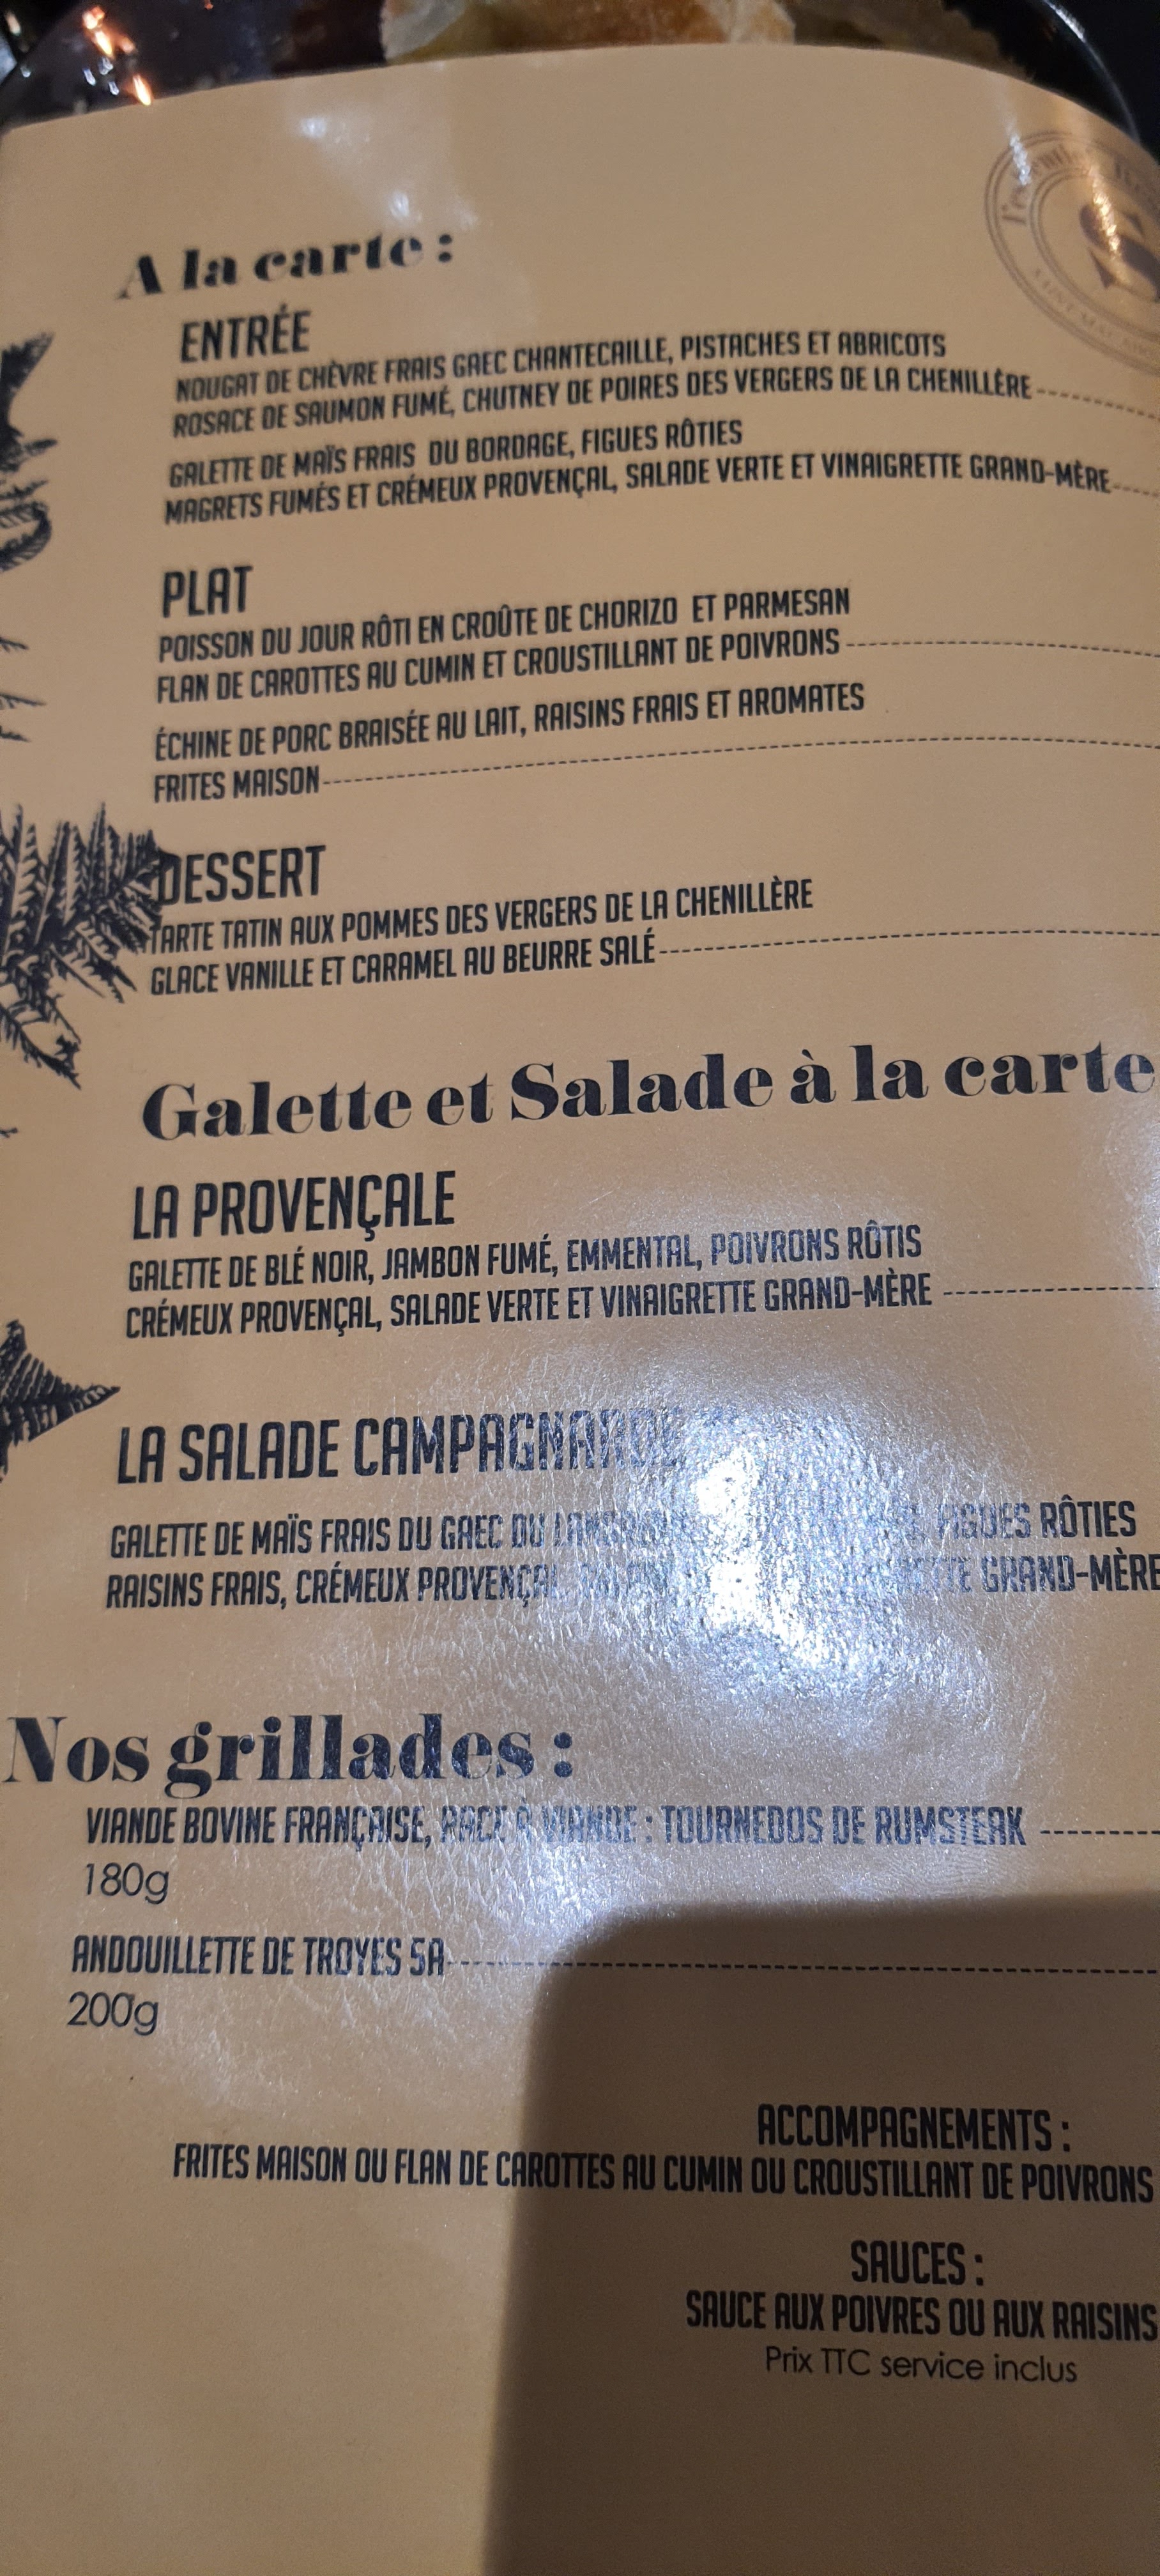 A la carte :
ENTRÉE
NOUGAT DE CHÈVRE FRAIS GAEC CHANTECAILLE, PISTACHES ET ABRICOTS
ROSACE DE SAUMON FUMÉ, CHUTNEY DE POIRES DES VERGERS DE LA CHENILLÈRE
GALETTE DE MAÏS FRAIS DU BORDAGE, FIGUES RÔTIES
MAGRETS FUMÉS ET CRÉMEUX PROVENÇAL, SALADE VERTE ET VINAIGRETTE GRAND-MÈRE
PLAT
POISSON DU JOUR RÔTI EN CROÛTE DE CHORIZO ET PARMESAN
FLAN DE CAROTTES AU CUMIN ET CROUSTILLANT DE POIVRONS
ÉCHINE DE PORC BRAISÉE AU LAIT, RAISINS FRAIS ET AROMATES
FRITES MAISON
DESSERT
TARTE TATIN AUX POMMES DES VERGERS DE LA CHENILLÈRE
GLACE VANILLE ET CARAMEL AU BEURRE SALÉ
Galette et Salade à la carte
LA PROVENÇALE
GALETTE DE BLÉ NOIR, JAMBON FUMÉ, EMMENTAL, POIVRONS RÔTIS
CRÉMEUX PROVENÇAL, SALADE VERTE ET VINAIGRETTE GRAND-MÈRE
LA SALADE CAMPAGNARDE
GALETTE DE MAÏS FRAIS DU GAEC DU FIGUES RÔTIES
RAISINS FRAIS, CRÉMEUX PROVENÇAL GRAND-MÈRE
Nos grillades :
VIANDE BOVINE FRANÇAISE, RACE À VIANDE : TOURNEDOS DE RUMSTEAK
180g
ANDOUILLETTE DE TROYES 5A
200g
ACCOMPAGNEMENTS :
FRITES MAISON OU FLAN DE CAROTTES AU CUMIN OU CROUSTILLANT DE POIVRONS
SAUCES :
SAUCE AUX POIVRES OU AUX RAISINS
Prix TTC service inclus